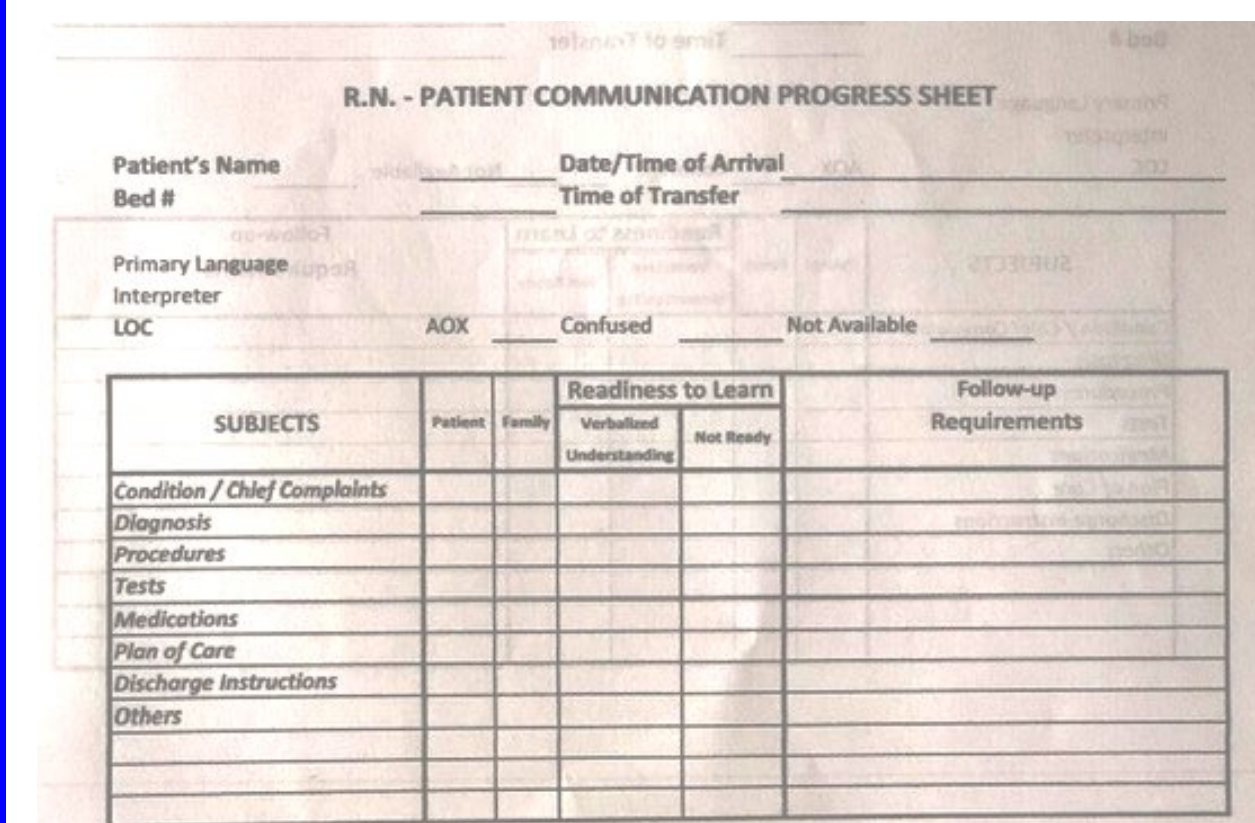 R.N. - PATIENT COMMUNICATION PROGRESS SHEET
Patient's Name Date/Time of Arrival
Bed # Time of Transfer
Primary Language
Interpreter
LOC AOX Confused Not Available
SUBJECTS Patient Family Readiness to Learn Follow-up Requirements
Verbalized Understanding Not Ready
Condition / Chief Complaints
Diagnosis
Procedures
Tests
Medications
Plan of Care
Discharge Instructions
Others